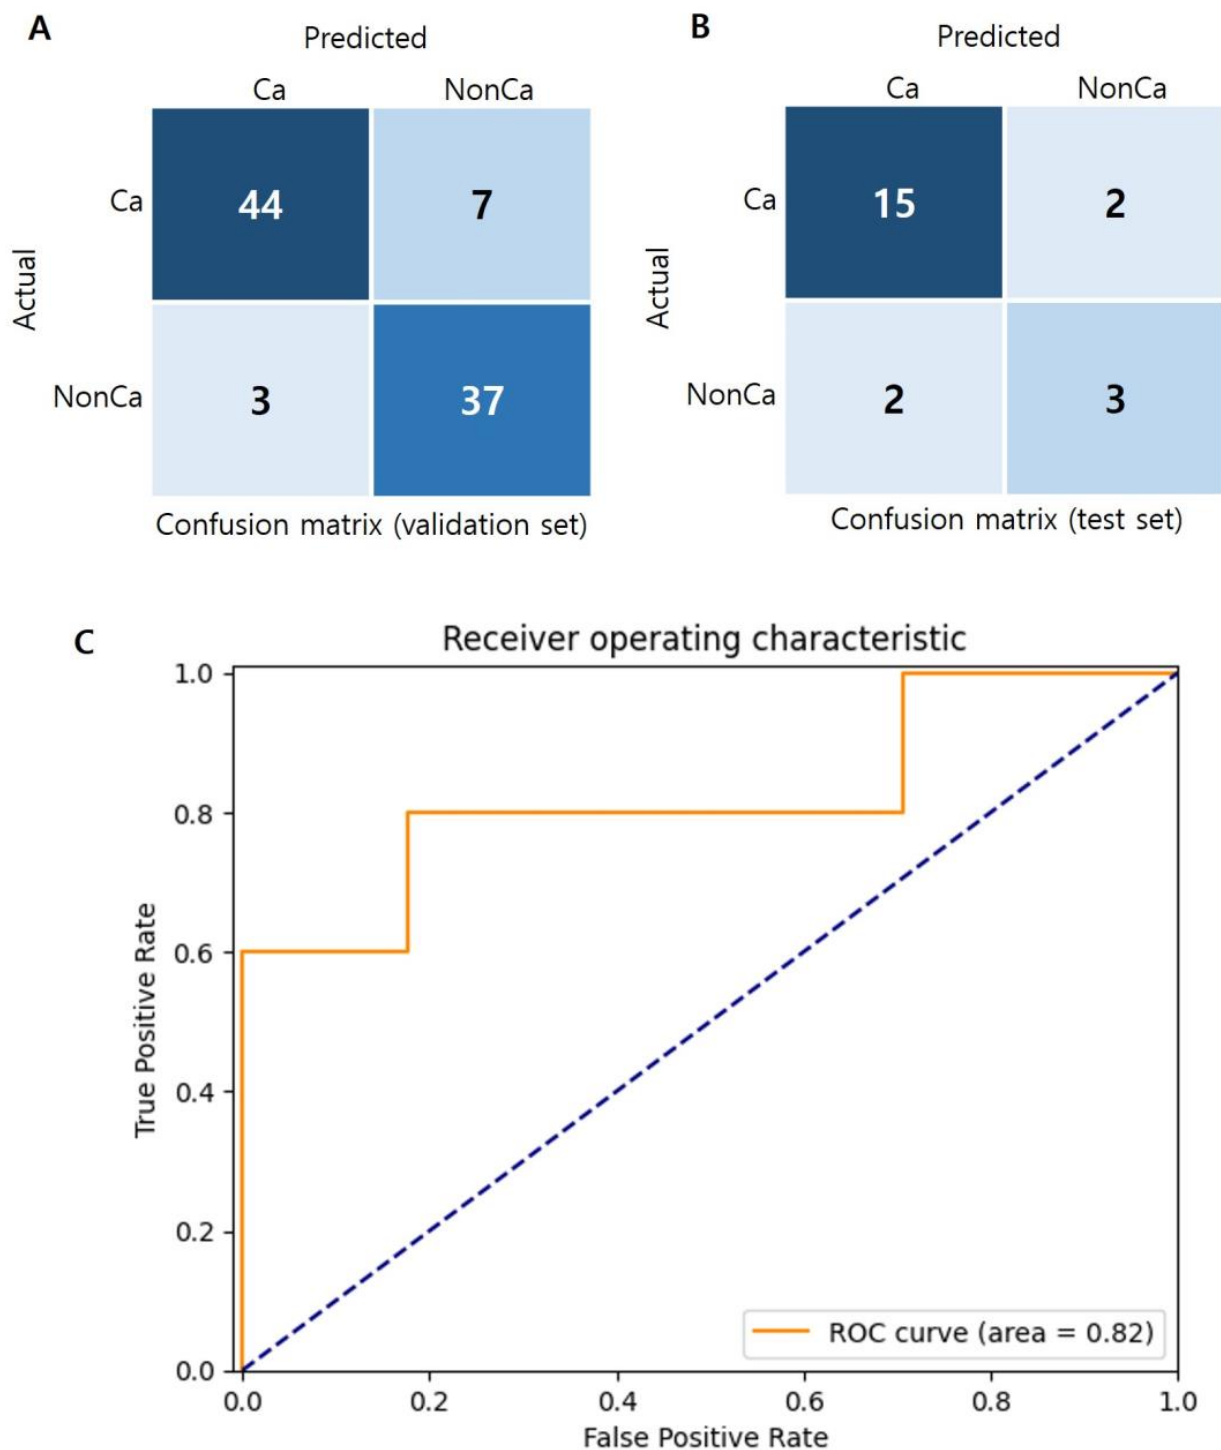 A
Predicted
Ca NonCa
Actual
Ca 44 7
NonCa 3 37
Confusion matrix (validation set)
B
Predicted
Ca NonCa
Actual
Ca 15 2
NonCa 2 3
Confusion matrix (test set)
C
Receiver operating characteristic
True Positive Rate
1.0
0.8
0.6
0.4
0.2
0.0
ROC curve (area = 0.82)
0.0 0.2 0.4 0.6 0.8 1.0
False Positive Rate